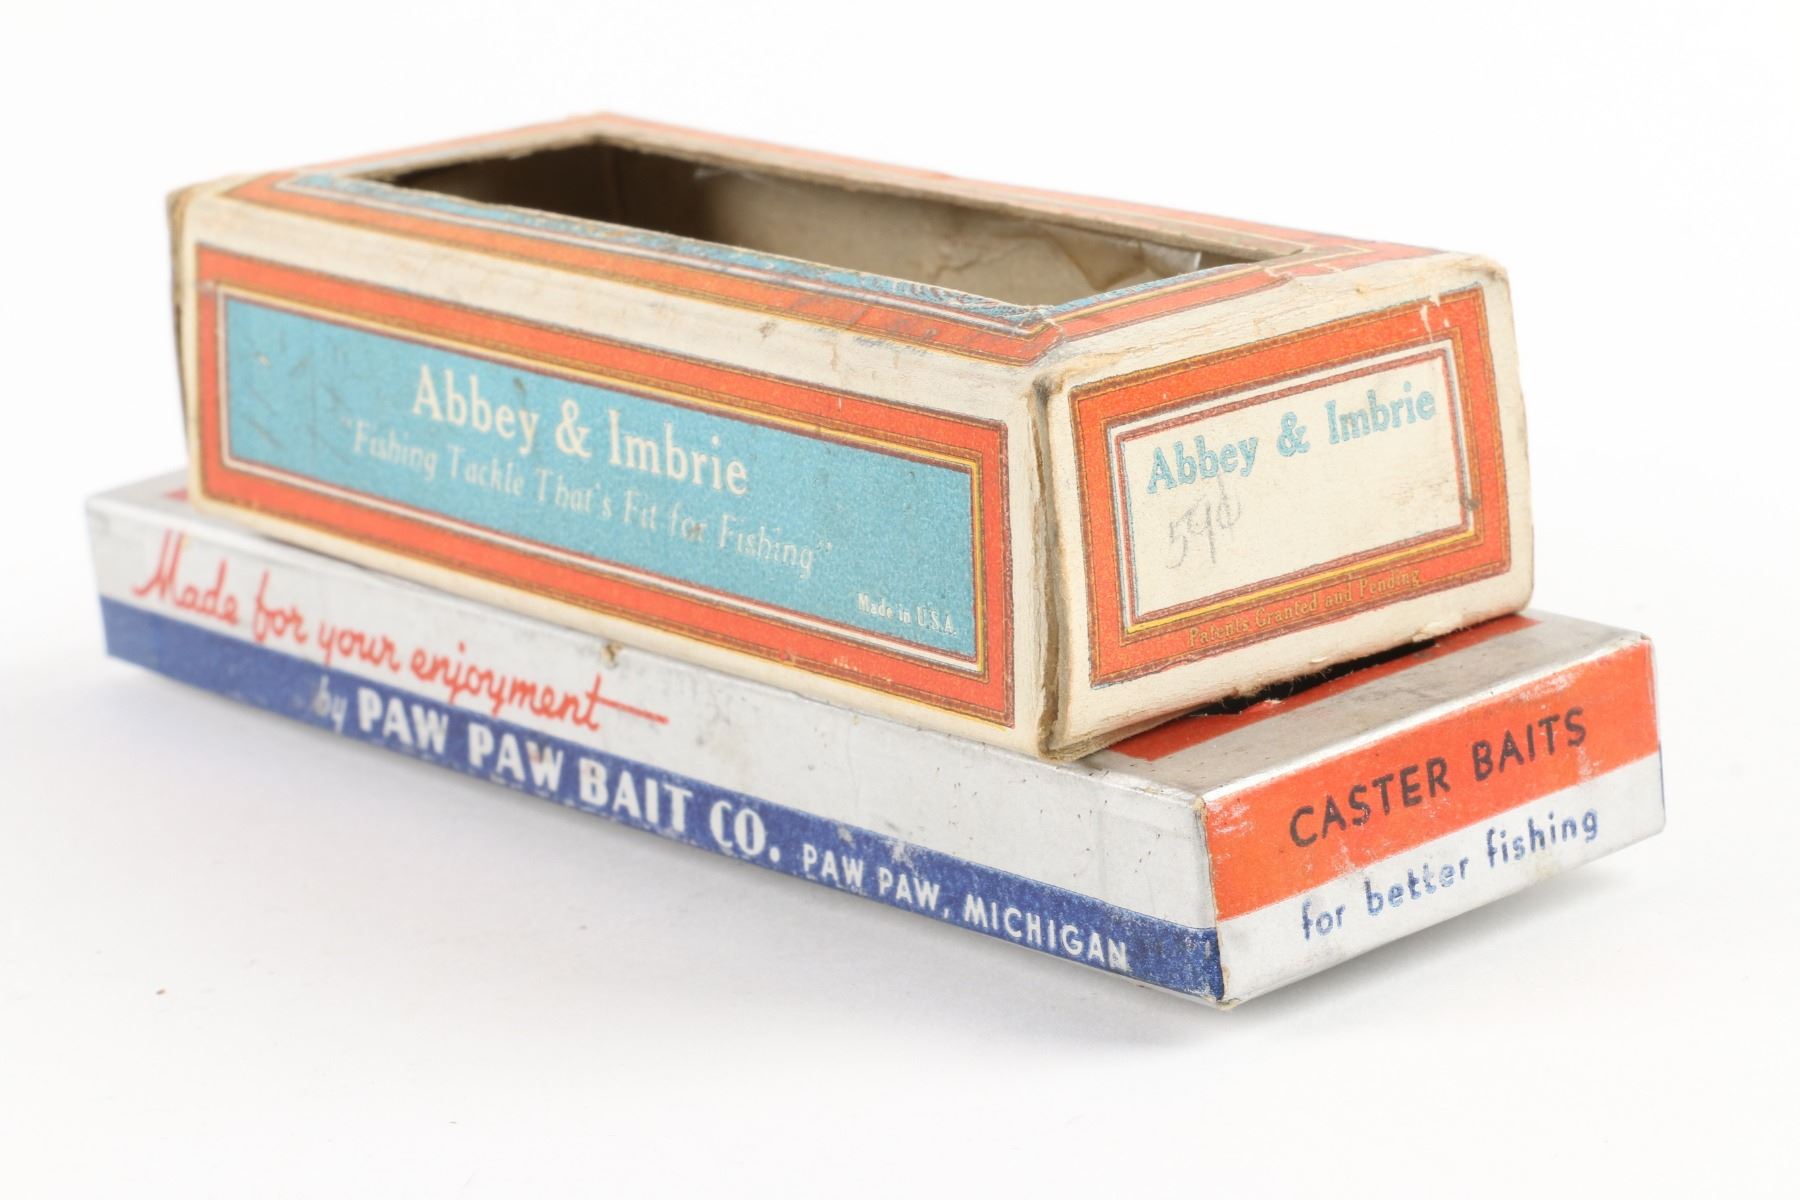 Abbey & Imbrie
"Fishing Tackle That's Fit for Fishing"
Made in U.S.A.
Abbey & Imbrie
Patents Granted and Pending
Made for your enjoyment
by PAW PAW BAIT CO. PAW PAW, MICHIGAN
CASTER BAITS
for better fishing